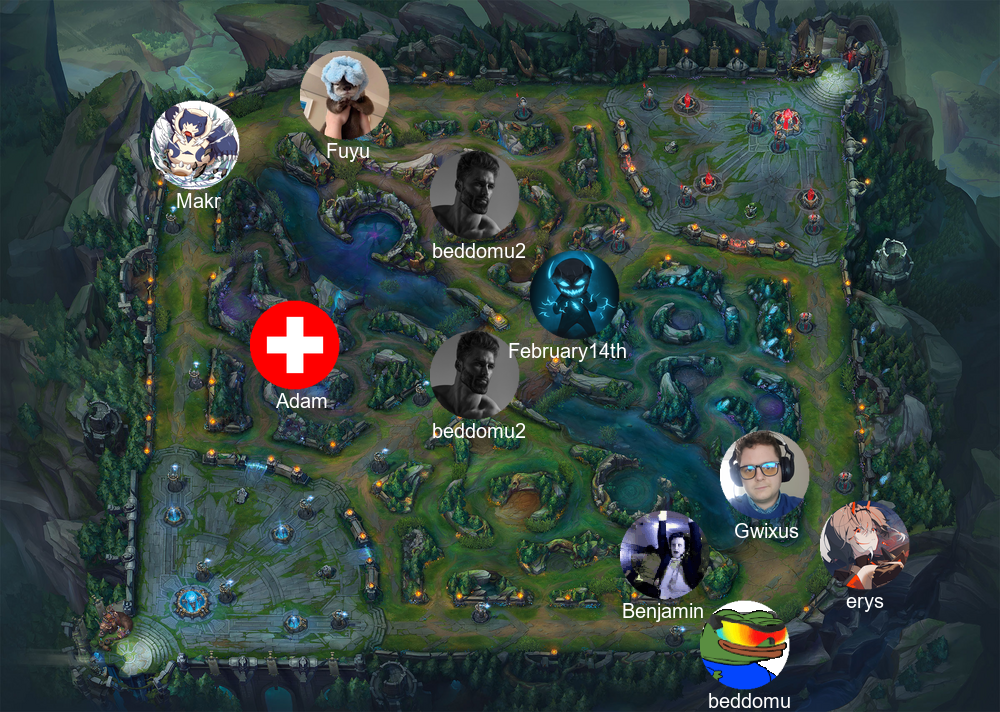 Fuyu
Makr
beddomu2
February14th
Adam
beddomu2
Gwixus
erys
Benjamin
beddomu